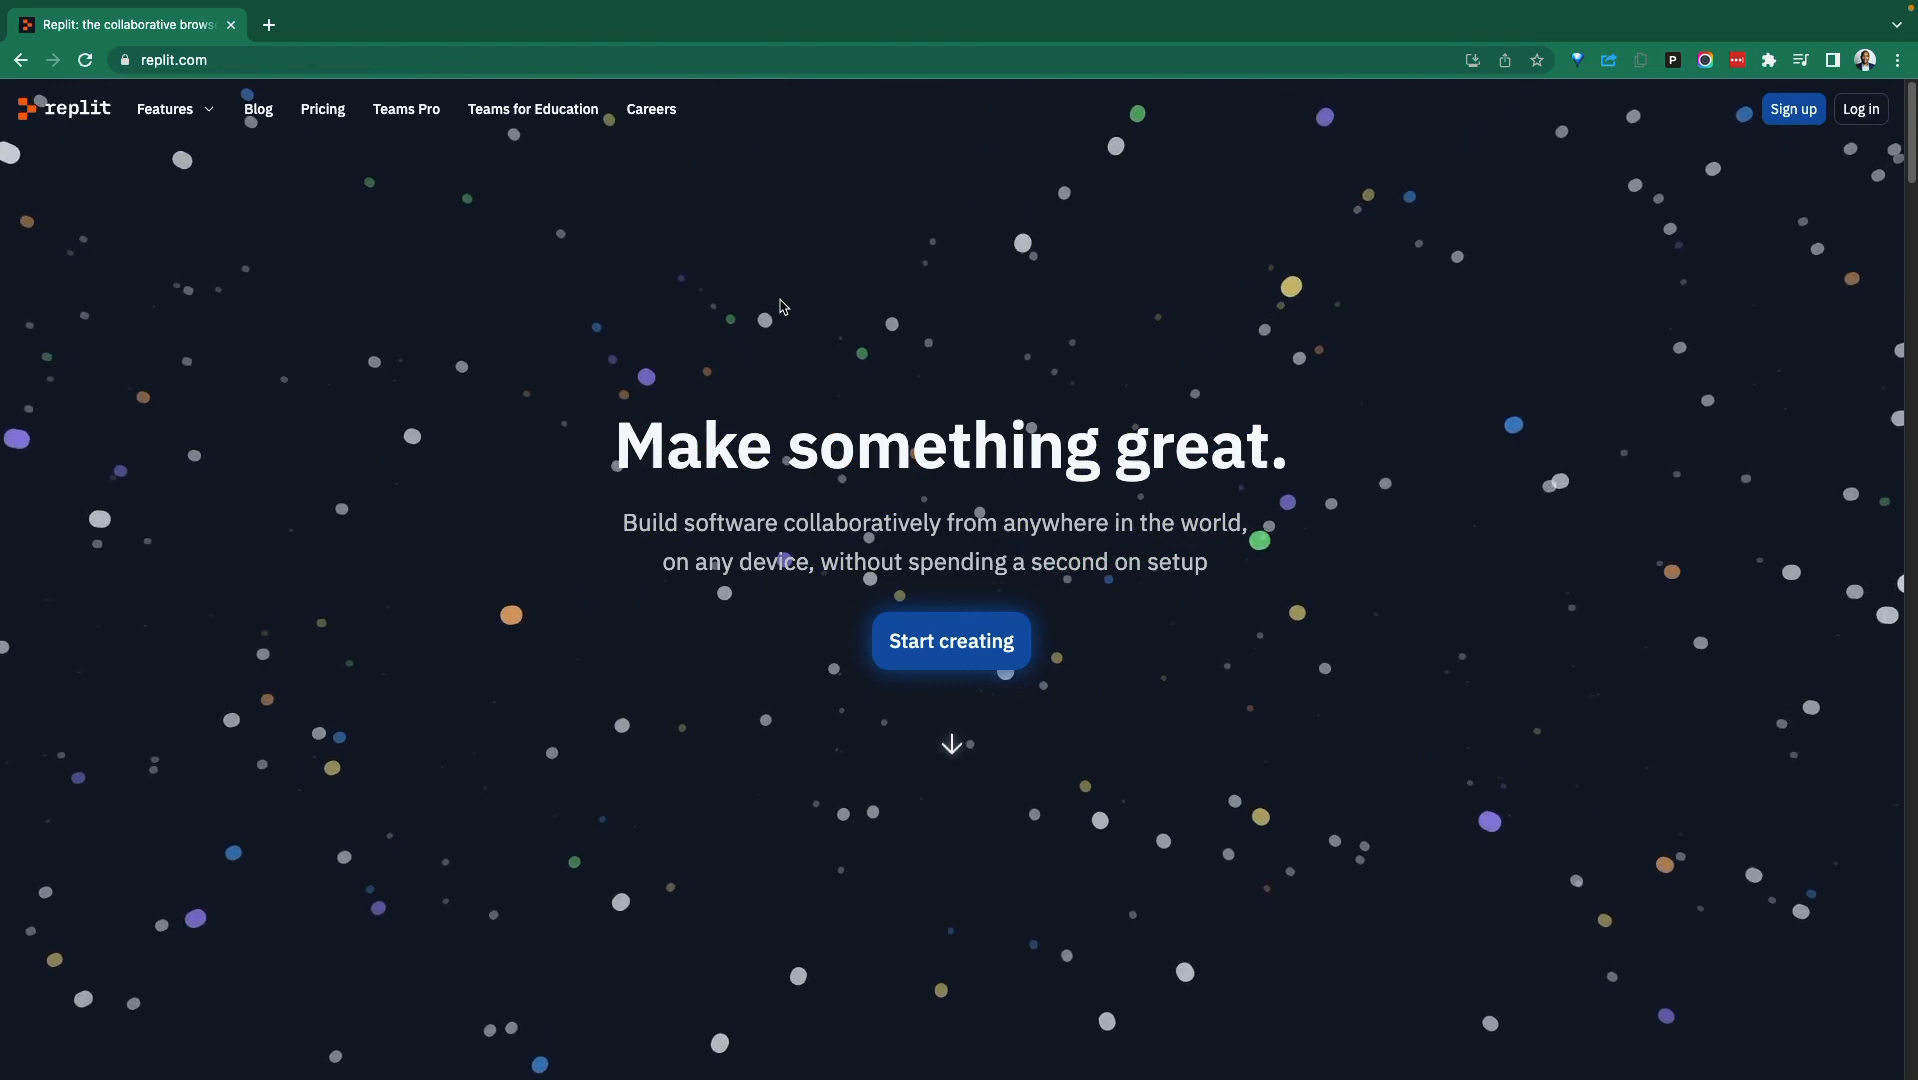 Replit: the collaborative brows
replit.com
replit
Features
Blog
Pricing
Teams Pro
Teams for Education
Careers
Sign up
Log in
Make something great.
Build software collaboratively from anywhere in the world,
on any device, without spending a second on setup
Start creating